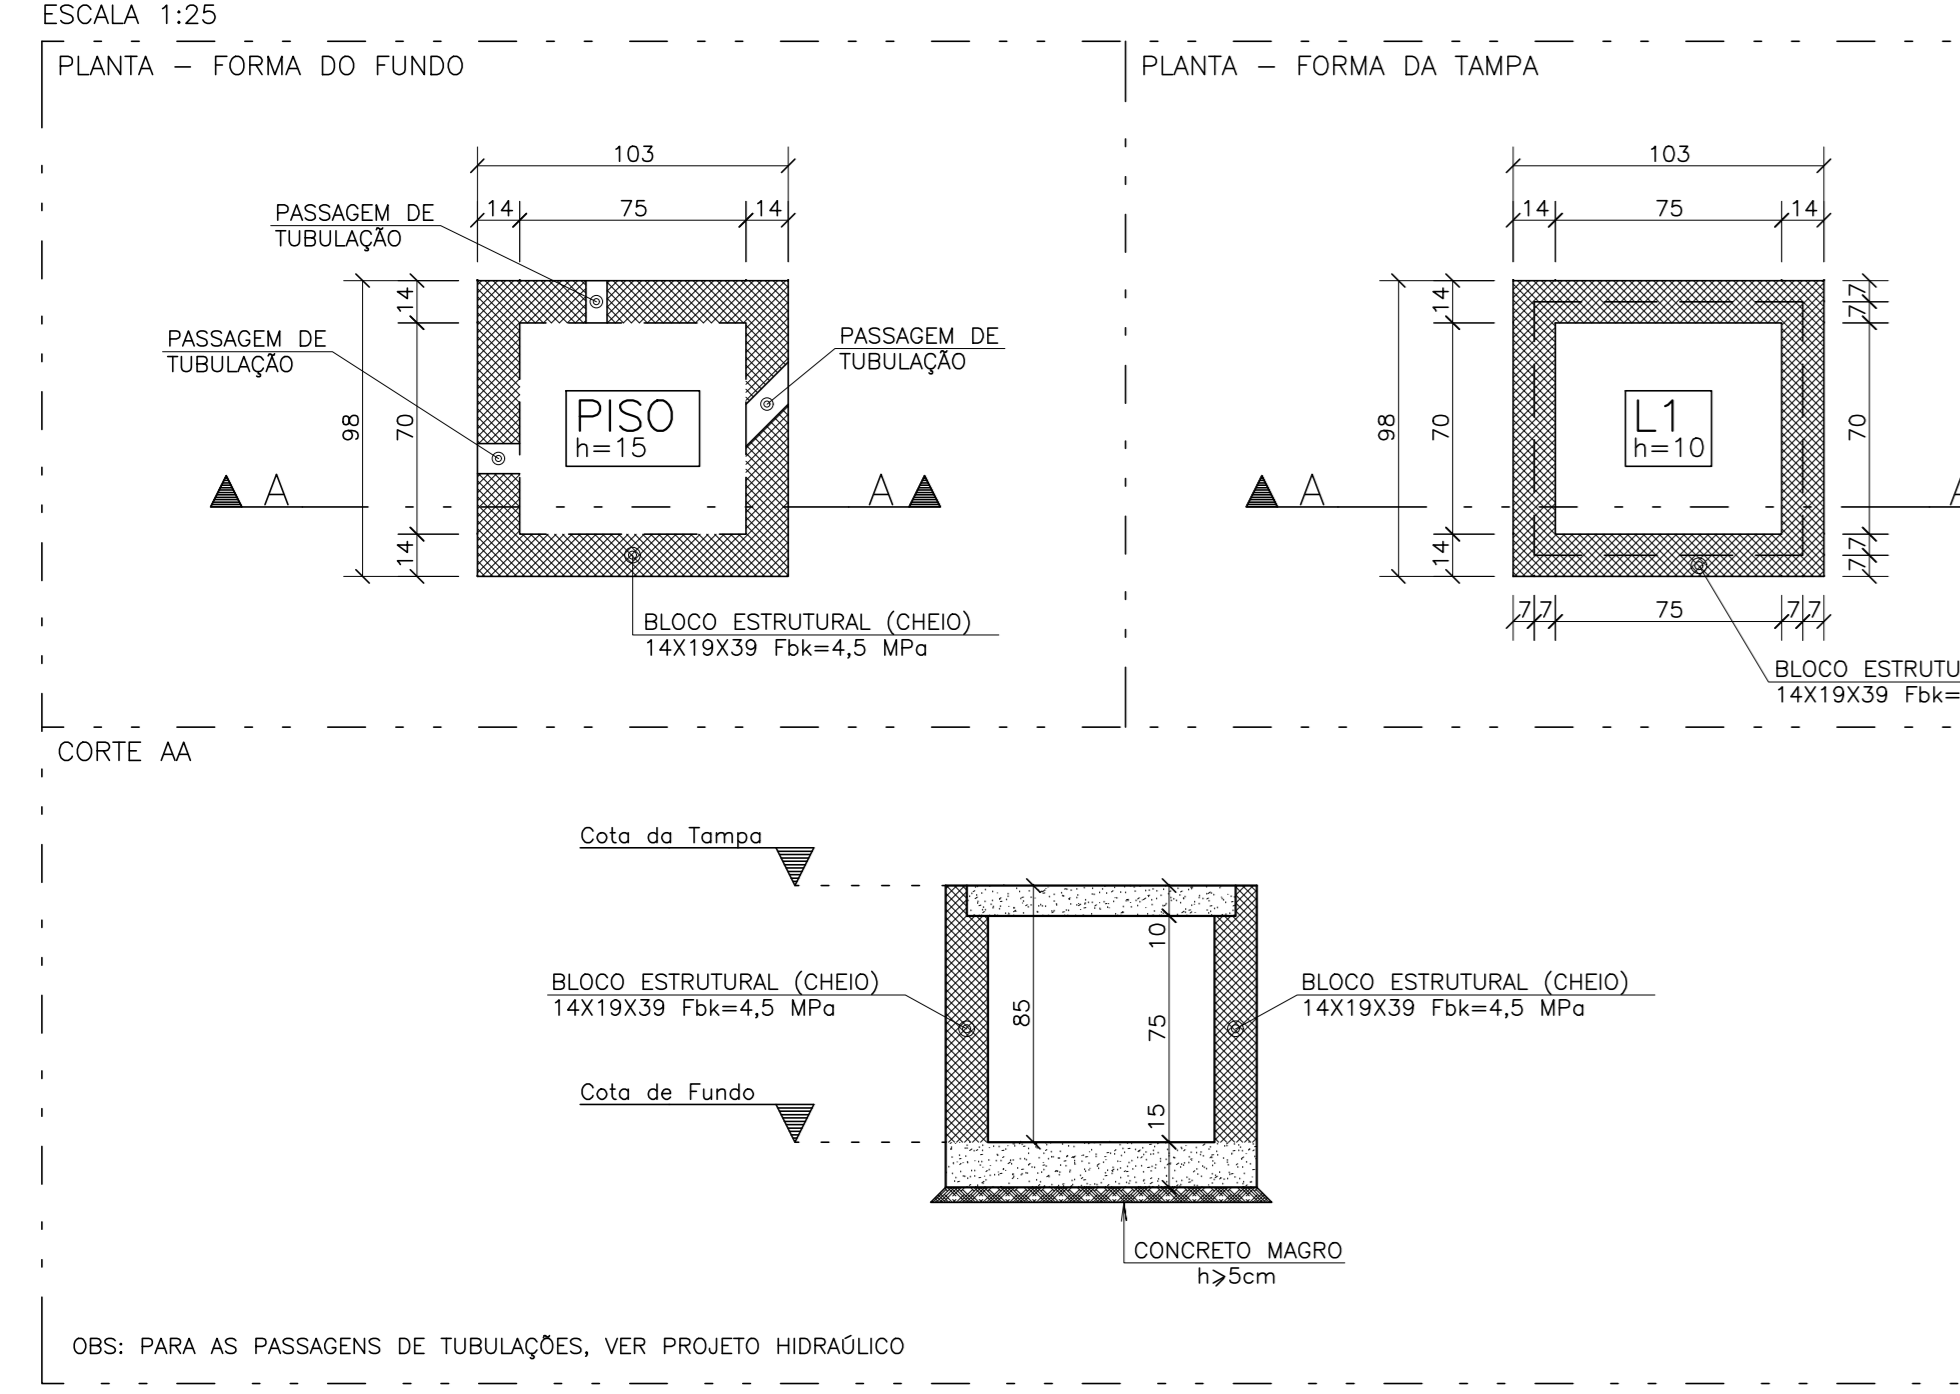 ESCALA 1:25
PLANTA – FORMA DO FUNDO
103
14
75
14
PASSAGEM DE
TUBULAÇÃO
PASSAGEM DE
TUBULAÇÃO
PASSAGEM DE
TUBULAÇÃO
98
14
70
14
PISO
h=15
A
A
BLOCO ESTRUTURAL (CHEIO)
14X19X39 Fbk=4,5 MPa
PLANTA – FORMA DA TAMPA
103
14
75
14
98
14
70
14
L1
h=10
7
7
70
7
7
A
A
7
7
75
7
7
BLOCO ESTRUTU
14X19X39 Fbk=
CORTE AA
Cota da Tampa
BLOCO ESTRUTURAL (CHEIO)
14X19X39 Fbk=4,5 MPa
85
10
75
15
BLOCO ESTRUTURAL (CHEIO)
14X19X39 Fbk=4,5 MPa
Cota de Fundo
CONCRETO MAGRO
h⩾5cm
OBS: PARA AS PASSAGENS DE TUBULAÇÕES, VER PROJETO HIDRAÚLICO